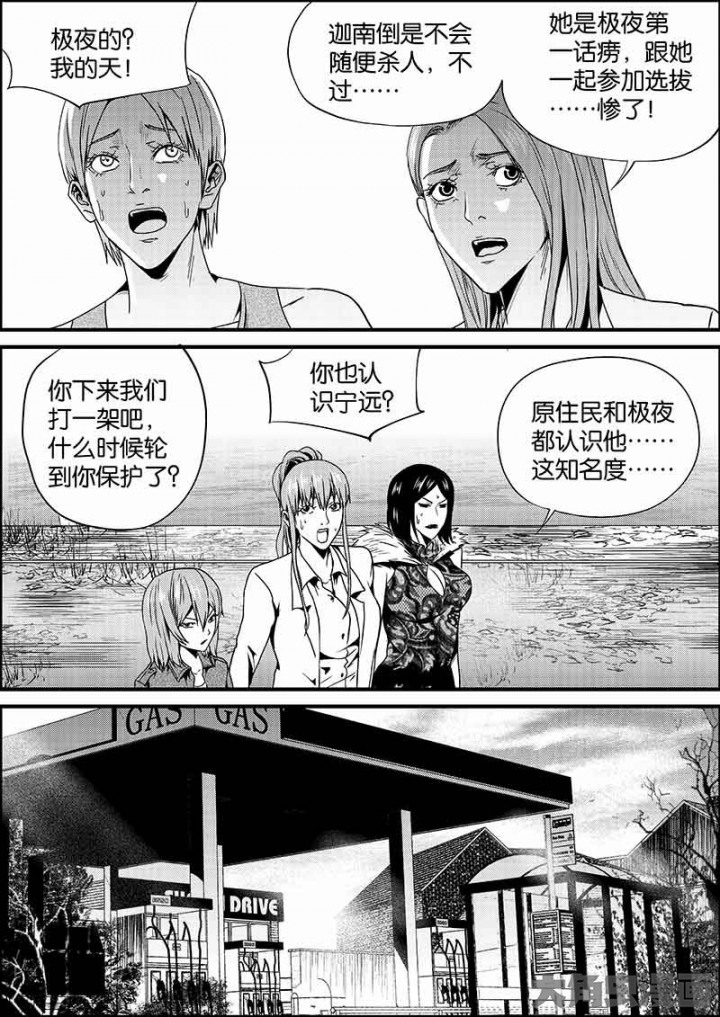 极夜的？
我的天！
迦南倒是不会
随便杀人，不
过……
她是极夜第
一话痨，跟她
一起参加选拔
……惨了！
你下来我们
打一架吧，
什么时候轮
到你保护了？
你也认
识宁远？
原住民和极夜
都认识他……
这知名度……
GAS GAS
DRIVE